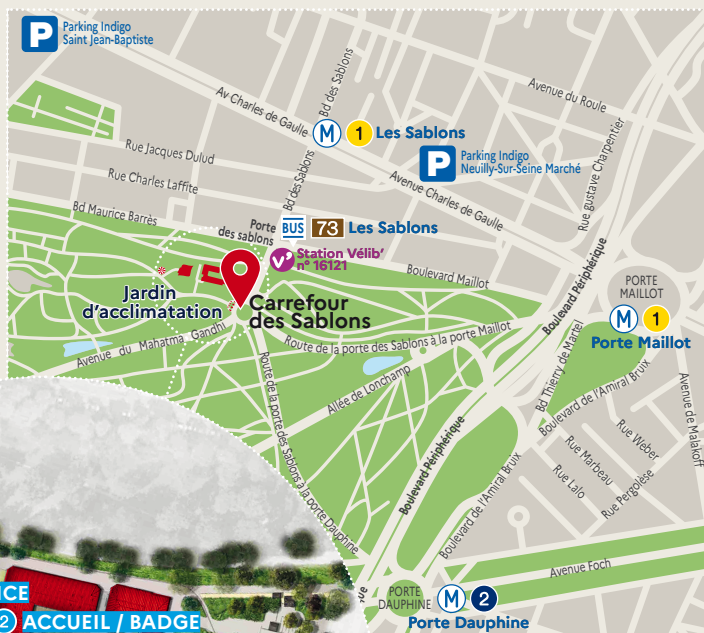 P Parking Indigo
Saint Jean-Baptiste
Bd des Sablons
Avenue du Roule
Av Charles de Gaulle
M 1 Les Sablons
Rue gustave Charpentier
Rue Jacques Dulud
P Parking Indigo
Neuilly-Sur-Seine Marché
Rue Charles Laffite
Bd des Sablons
Avenue Charles de Gaulle
Bd Maurice Barrès
Porte
des sablons
BUS 73 Les Sablons
Station Vélib'
n° 16121
Boulevard Maillot
Boulevard Périphérique
PORTE
MAILLOT
M 1
Porte Maillot
Jardin
d'acclimatation
Carrefour
des Sablons
Avenue du Mahatma Gandhi
Route de la porte des Sablons à la porte Maillot
Bd Thierry de Martel
Allée de Lonchamp
Boulevard de l'Amiral Bruix
Avenue de Malakoff
Route de la porte des Sablons à la porte Dauphine
Boulevard Périphérique
Rue Weber
Rue Marbeau
Rue Lalo
Rue Pergolèse
Boulevard de l'Amiral Bruix
Avenue Foch
ue
PORTE
DAUPHINE
M 2
Porte Dauphine
ICE
2 ACCUEIL / BADGE